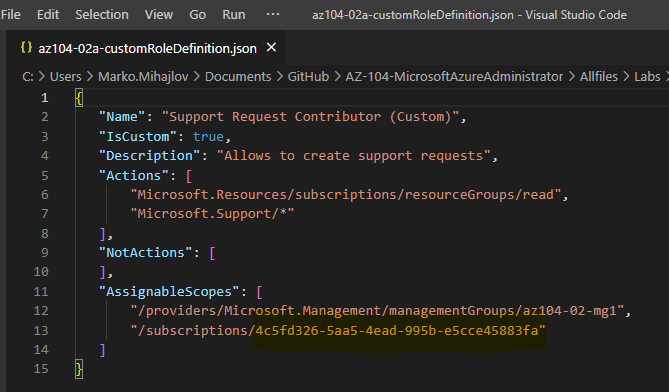 File Edit Selection View Go Run ··· az104-02a-customRoleDefinition.json - Visual Studio Code
{} az104-02a-customRoleDefinition.json ×
C: > Users > Marko.Mihajlov > Documents > GitHub > AZ-104-MicrosoftAzureAdministrator > Allfiles > Labs >
1 {
2 "Name": "Support Request Contributor (Custom)",
3 "IsCustom": true,
4 "Description": "Allows to create support requests",
5 "Actions": [
6 "Microsoft.Resources/subscriptions/resourceGroups/read",
7 "Microsoft.Support/*"
8 ],
9 "NotActions": [
10 ],
11 "AssignableScopes": [
12 "/providers/Microsoft.Management/managementGroups/az104-02-mg1",
13 "/subscriptions/4c5fd326-5aa5-4ead-995b-e5cce45883fa"
14 ]
15 }